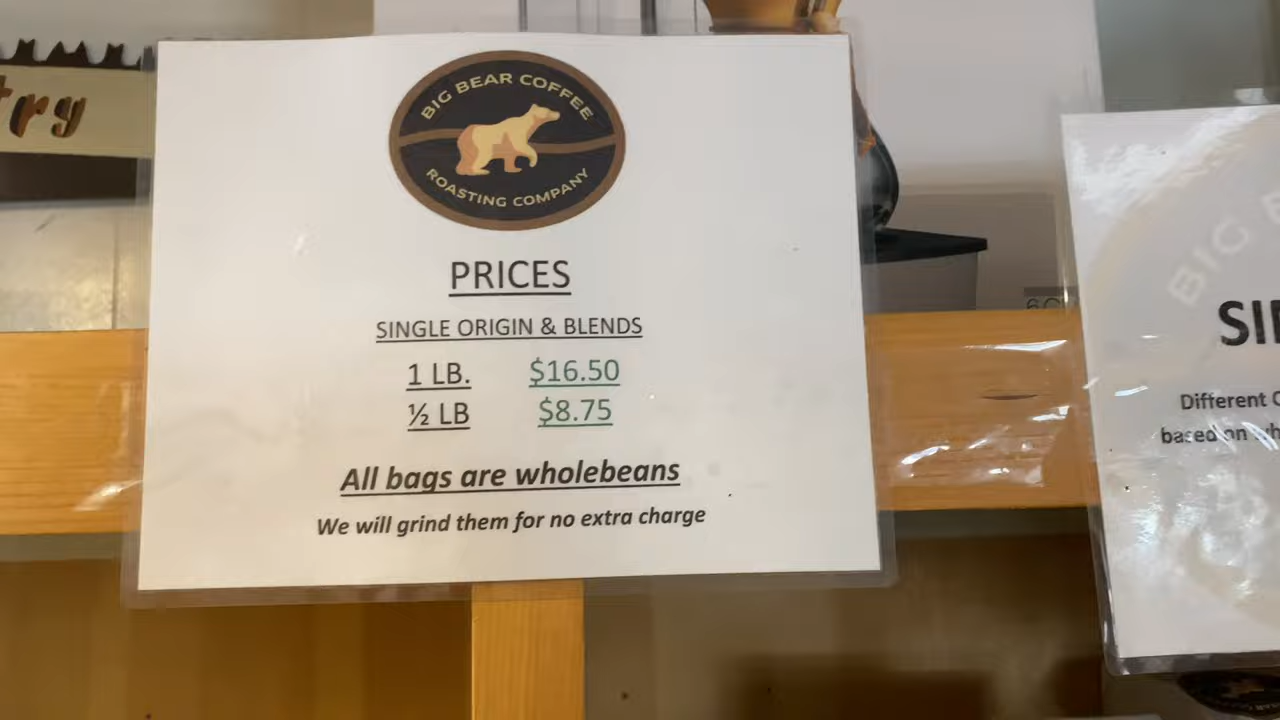 try
BIG BEAR COFFEE
ROASTING COMPANY
PRICES
SINGLE ORIGIN & BLENDS
1 LB. $16.50
½ LB $8.75
All bags are wholebeans
We will grind them for no extra charge
BIG
Different
based on